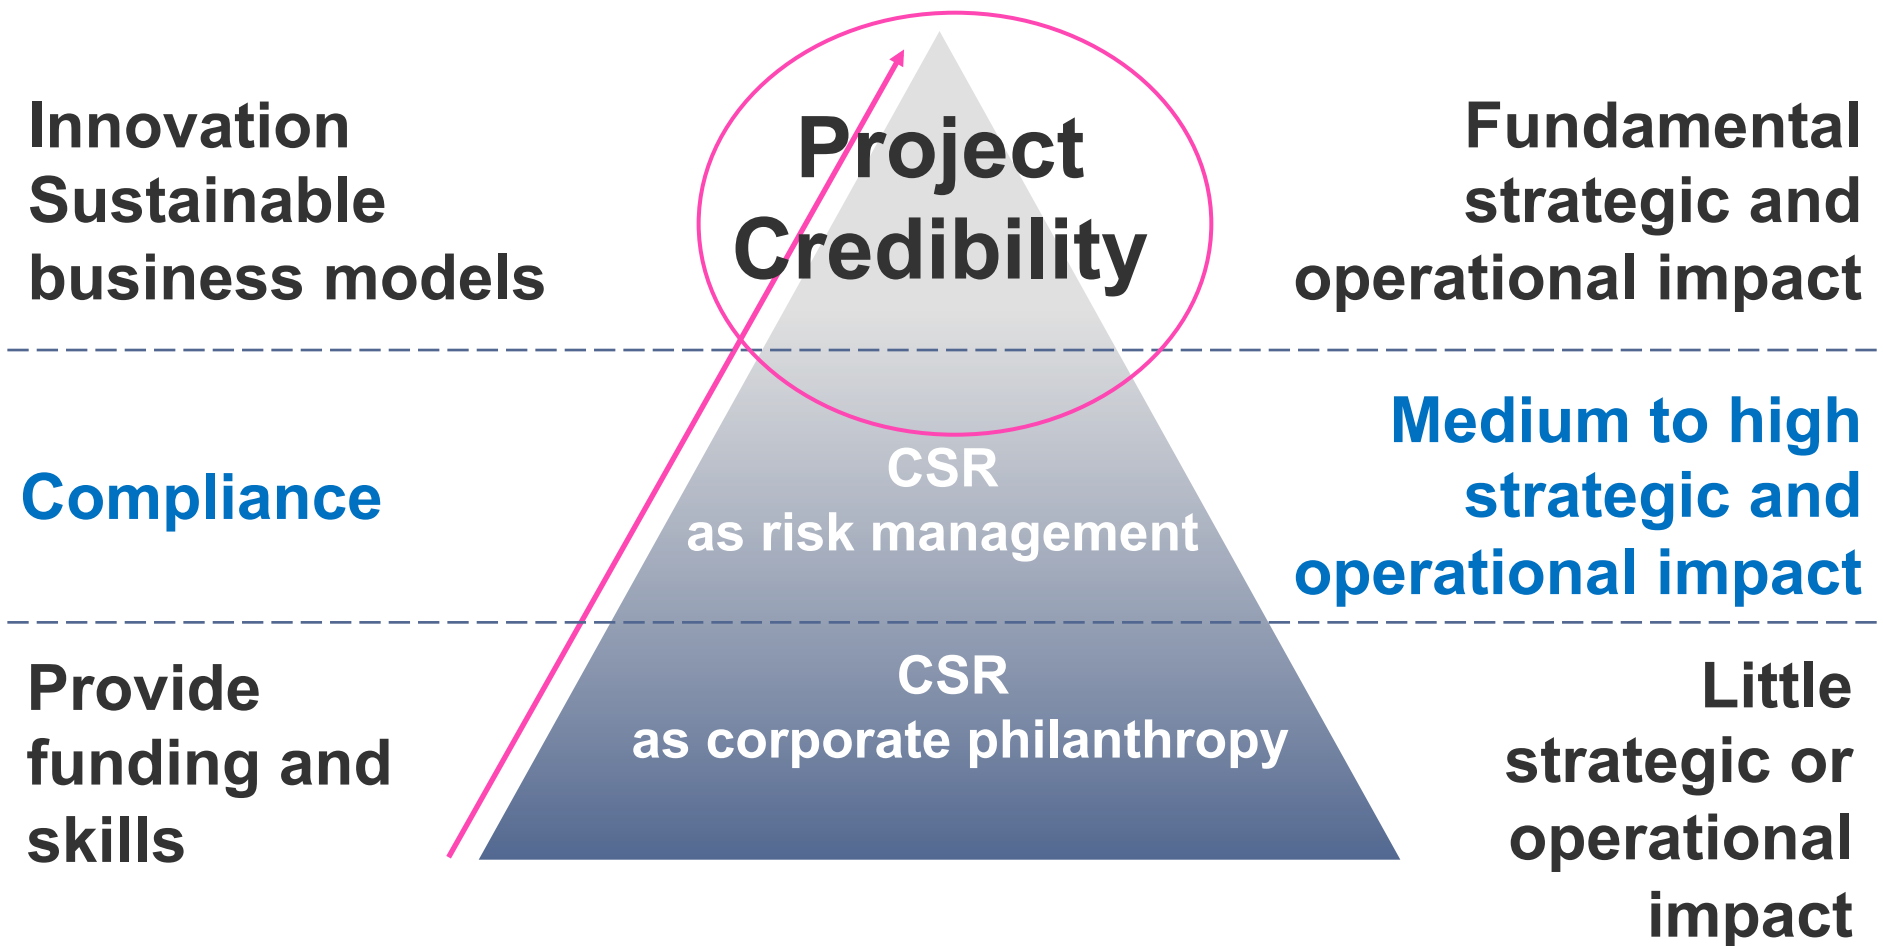 Innovation
Sustainable
business models
Project
Credibility
Fundamental
strategic and
operational impact
Compliance
CSR
as risk management
Medium to high
strategic and
operational impact
Provide
funding and
skills
CSR
as corporate philanthropy
Little
strategic or
operational
impact